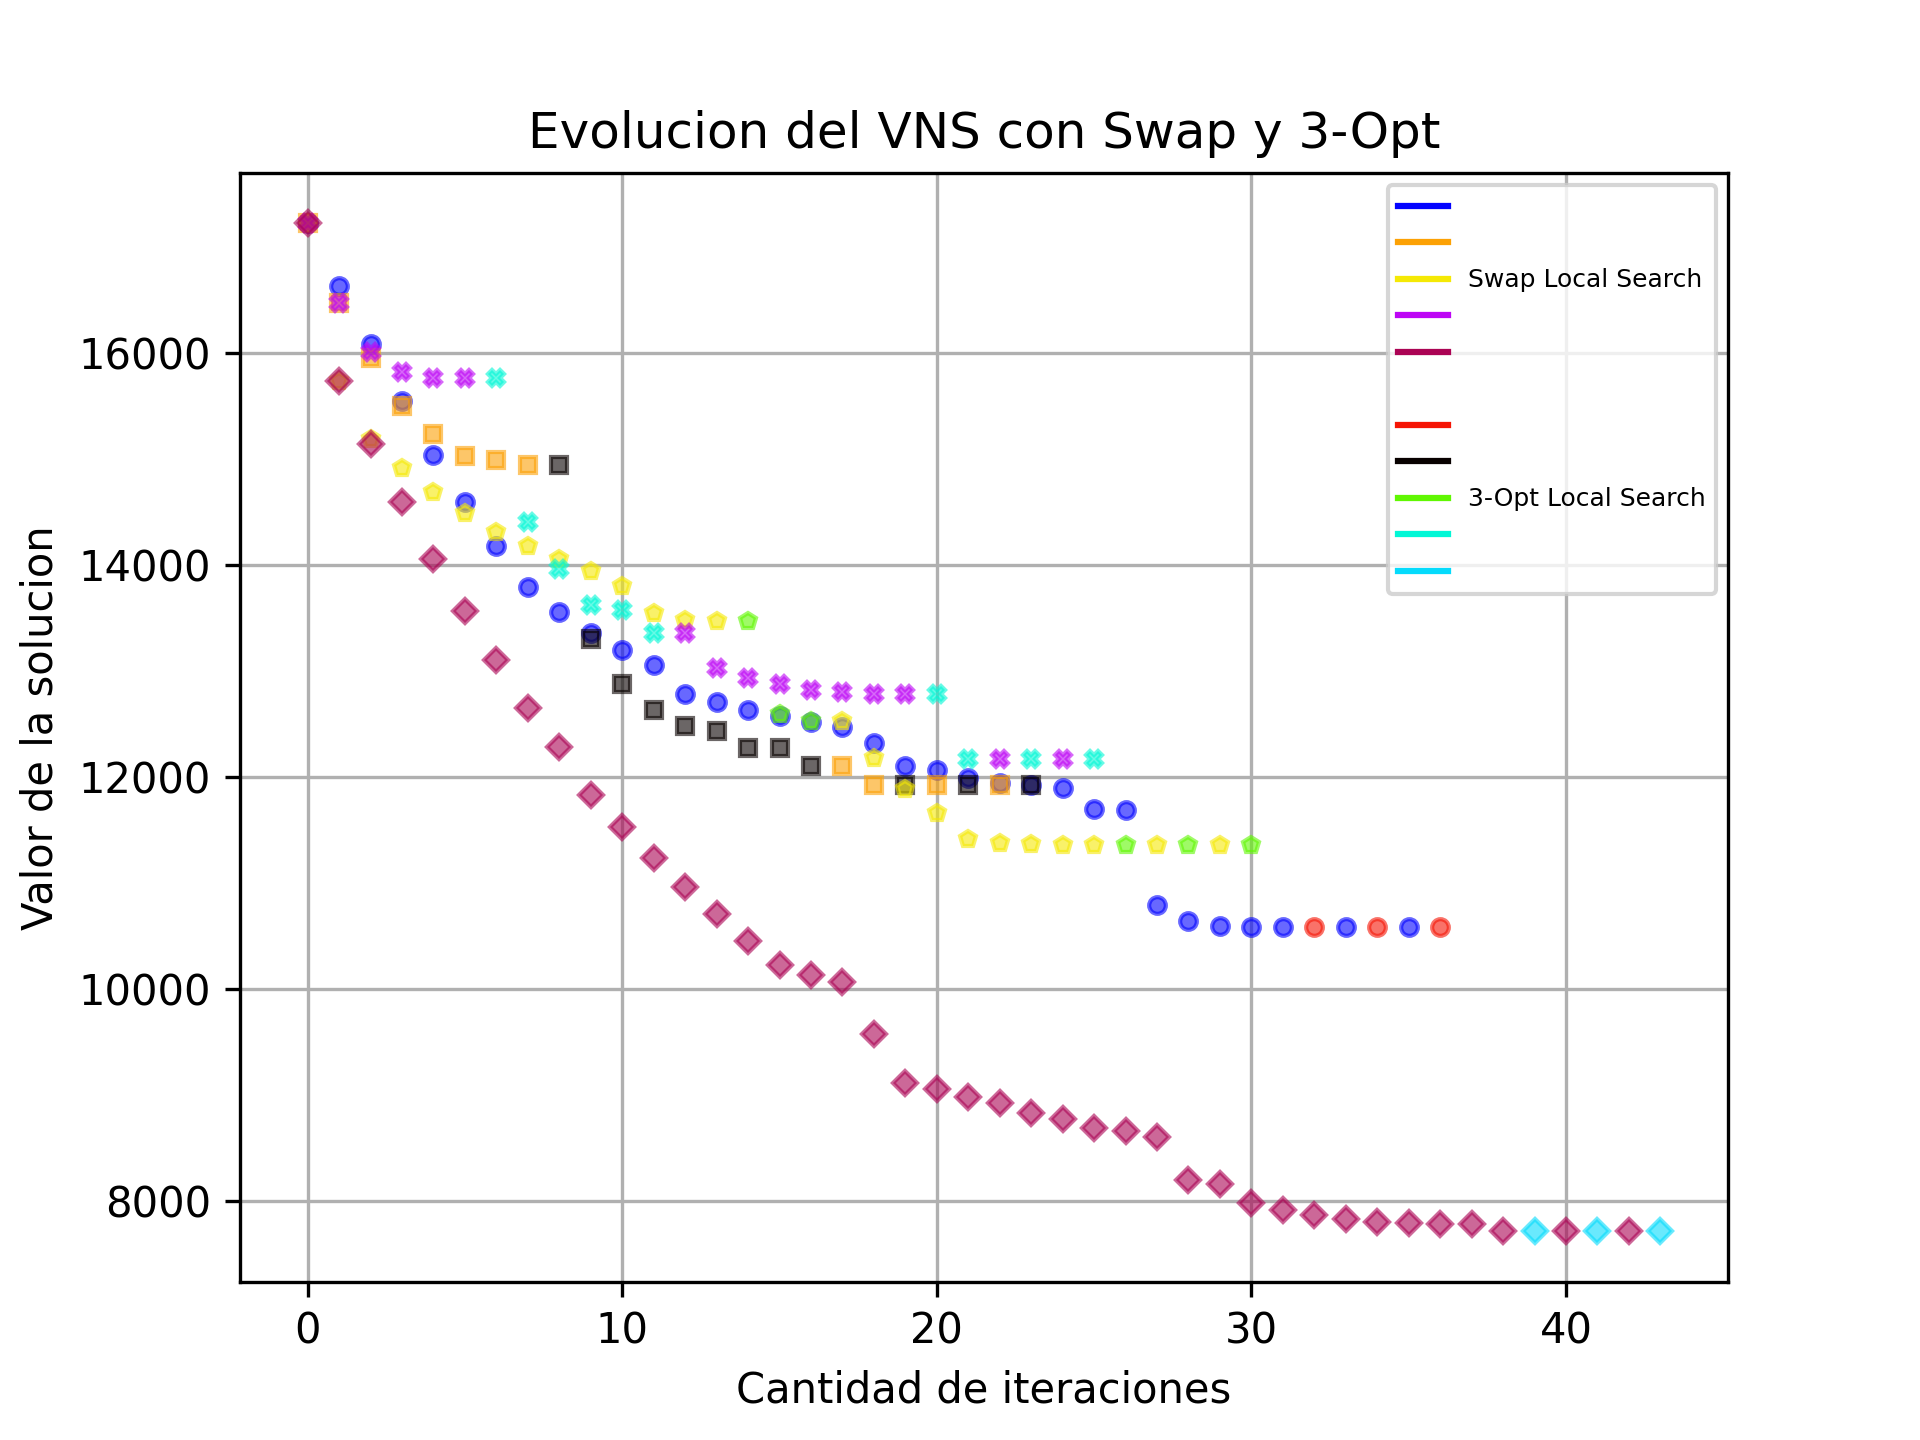 Evolucion del VNS con Swap y 3-Opt
Swap Local Search
3-Opt Local Search
Valor de la solucion
16000
14000
12000
10000
8000
0 10 20 30 40
Cantidad de iteraciones